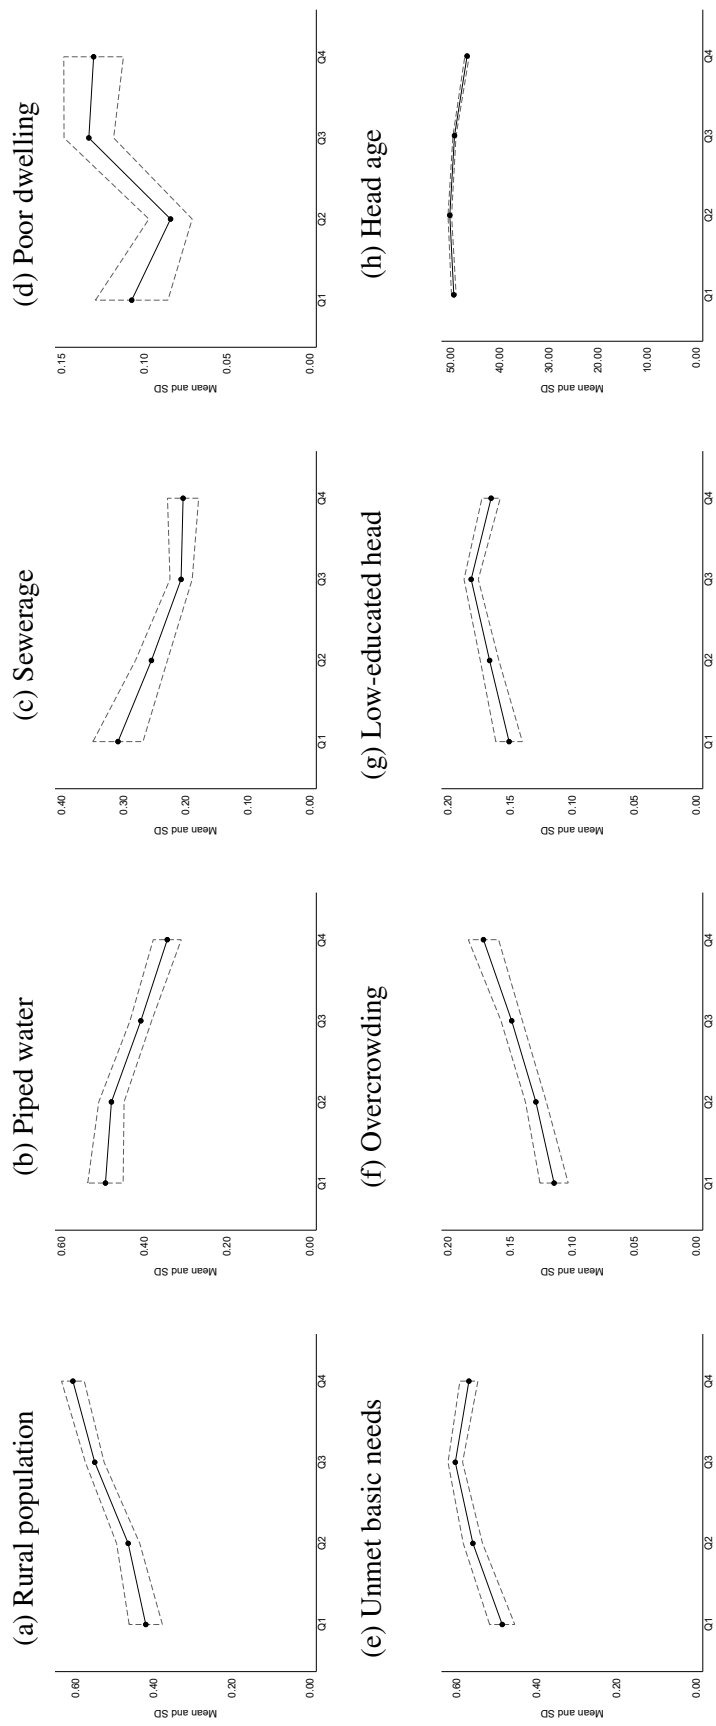 (a) Rural population
Mean and SD
0.60
0.40
0.20
0.00
Q1 Q2 Q3 Q4
(b) Piped water
Mean and SD
0.60
0.40
0.20
0.00
Q1 Q2 Q3 Q4
(c) Sewerage
Mean and SD
0.40
0.30
0.20
0.10
0.00
Q1 Q2 Q3 Q4
(d) Poor dwelling
Mean and SD
0.15
0.10
0.05
0.00
Q1 Q2 Q3 Q4
(e) Unmet basic needs
Mean and SD
0.60
0.40
0.20
0.00
Q1 Q2 Q3 Q4
(f) Overcrowding
Mean and SD
0.20
0.15
0.10
0.05
0.00
Q1 Q2 Q3 Q4
(g) Low-educated head
Mean and SD
0.20
0.15
0.10
0.05
0.00
Q1 Q2 Q3 Q4
(h) Head age
Mean and SD
50.00
40.00
30.00
20.00
10.00
0.00
Q1 Q2 Q3 Q4